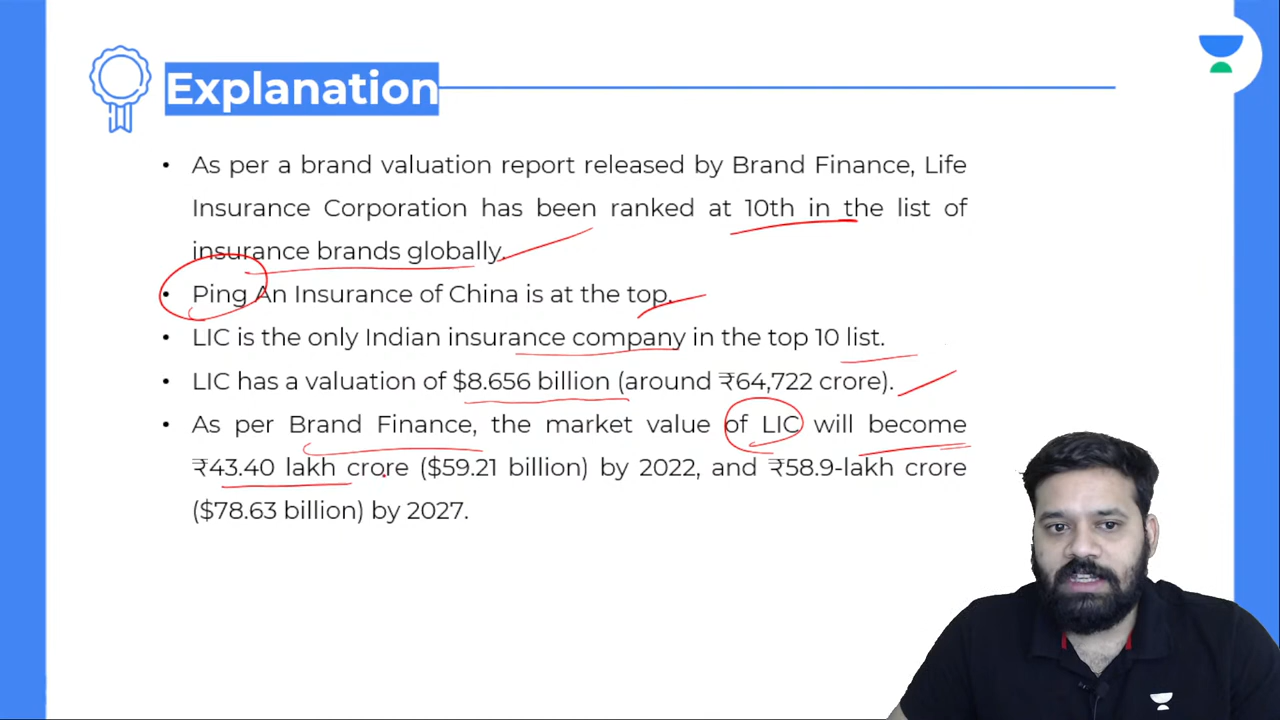 Explanation
• As per a brand valuation report released by Brand Finance, Life
Insurance Corporation has been ranked at 10th in the list of
insurance brands globally.
• Ping An Insurance of China is at the top.
• LIC is the only Indian insurance company in the top 10 list.
• LIC has a valuation of $8.656 billion (around ₹64,722 crore).
• As per Brand Finance, the market value of LIC will become
₹43.40 lakh crore ($59.21 billion) by 2022, and ₹58.9-lakh crore
($78.63 billion) by 2027.